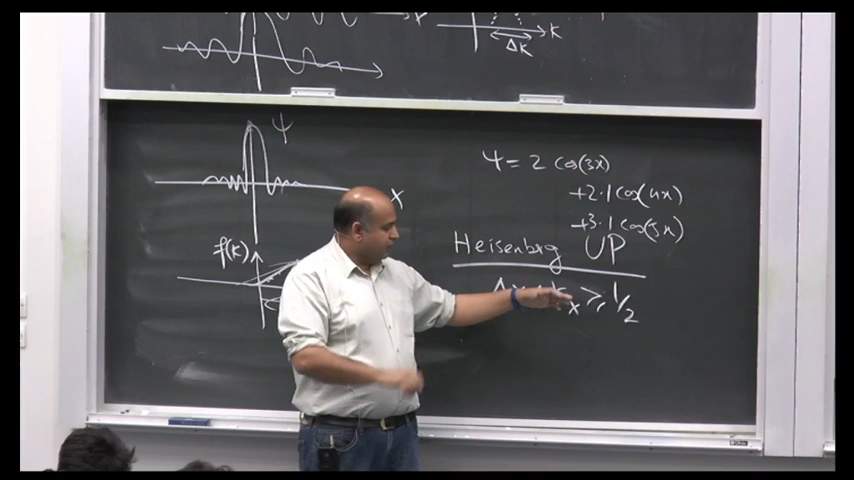 x
K
ΔK
ψ
x
f(k)
ψ = 2 cos(3x)
+2.1 cos(4x)
+3.1 cos(5x)
Heisenberg UP
x ≥ 1/2